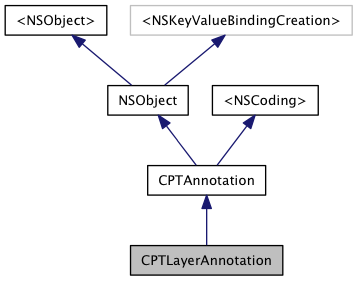 <NSObject>
<NSKeyValueBindingCreation>
NSObject
<NSCoding>
CPTAnnotation
CPTLayerAnnotation